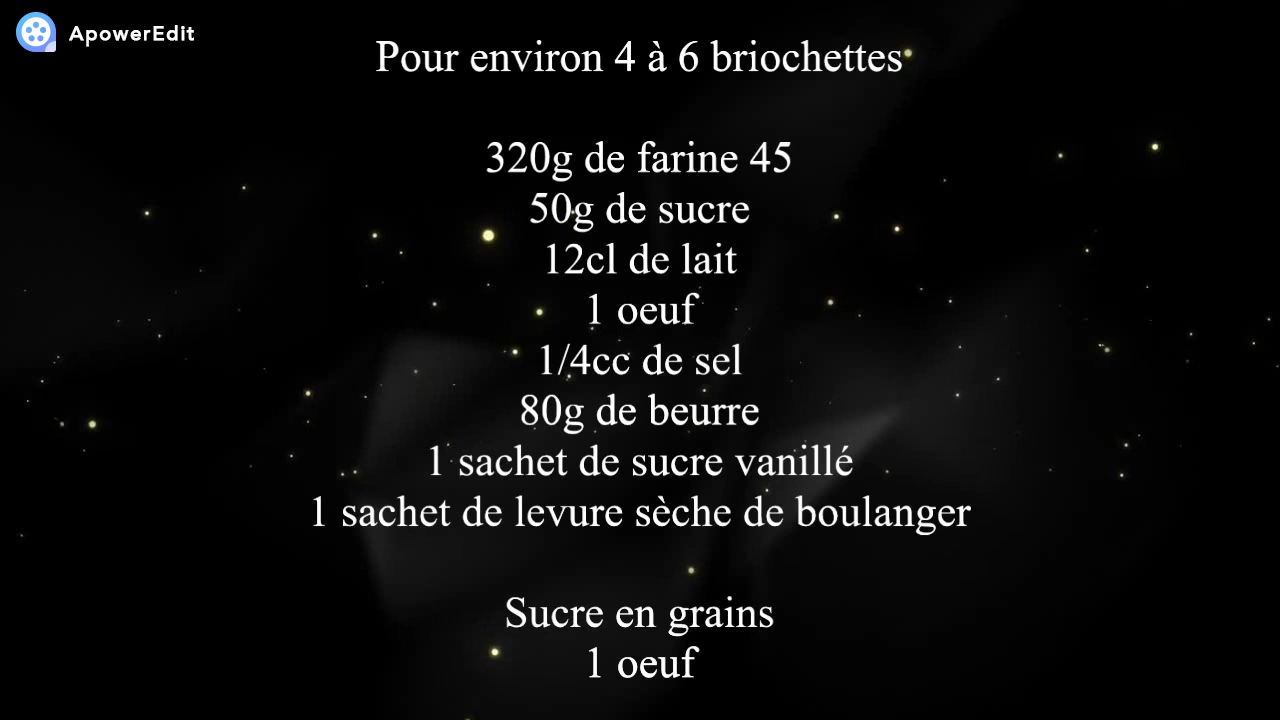 ApowerEdit
Pour environ 4 à 6 briochettes
320g de farine 45
50g de sucre
12cl de lait
1 oeuf
1/4cc de sel
80g de beurre
1 sachet de sucre vanillé
1 sachet de levure sèche de boulanger
Sucre en grains
1 oeuf